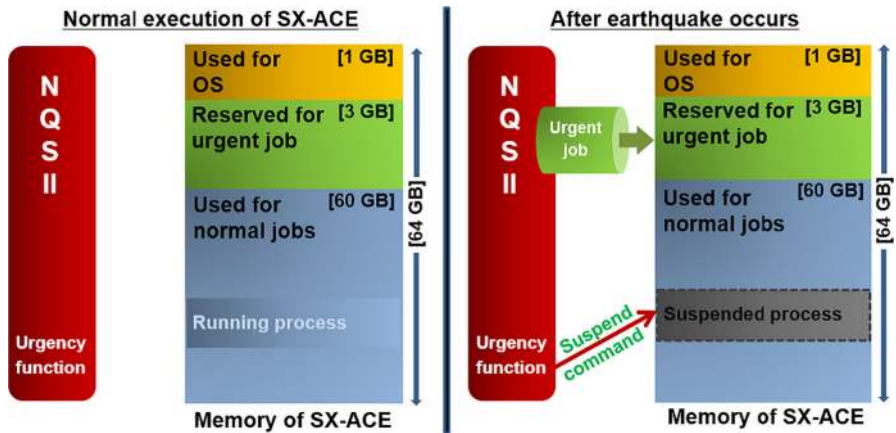 Normal execution of SX-ACE
N
Q
S
II
Urgency
function
Used for [1 GB]
OS
Reserved for [3 GB]
urgent job
Used for [60 GB]
normal jobs
Running process
[64 GB]
Memory of SX-ACE
After earthquake occurs
N
Q
S
II
Urgency
function
Urgent
job
Suspend
command
Used for [1 GB]
OS
Reserved for [3 GB]
urgent job
Used for [60 GB]
normal jobs
Suspended process
[64 GB]
Memory of SX-ACE